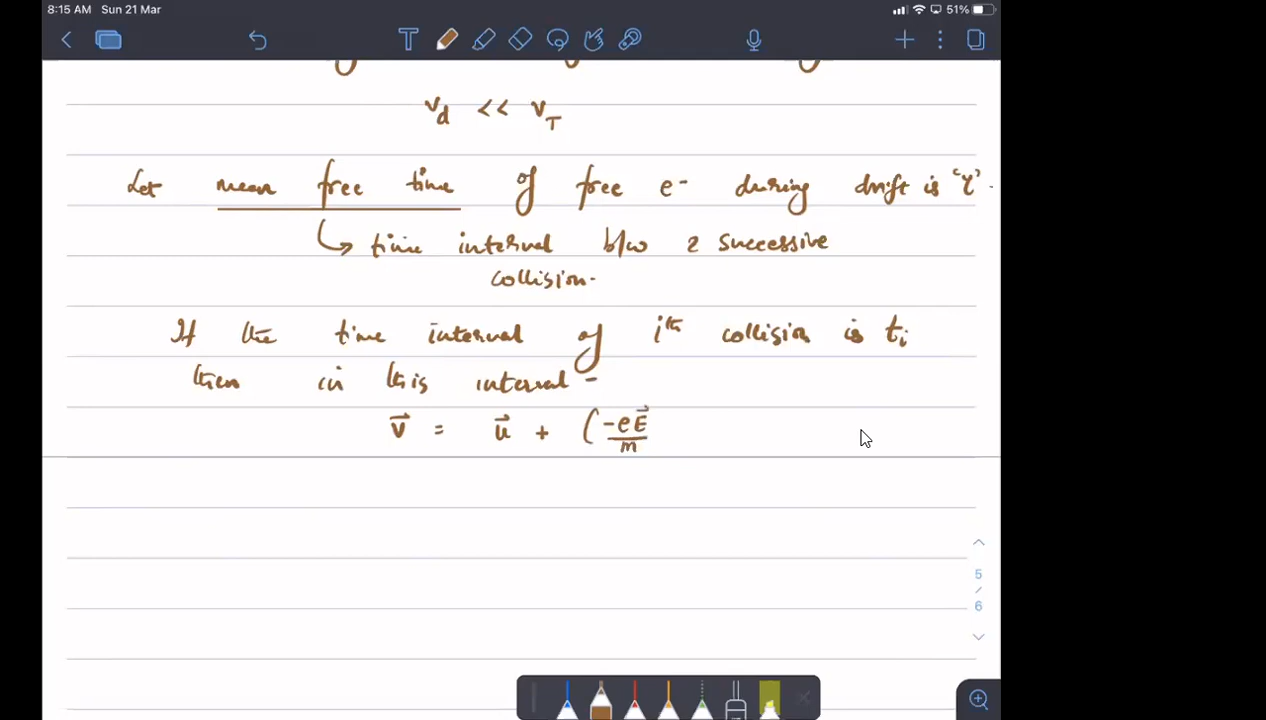 8:15 AM Sun 21 Mar 51%
v_d << v_T
Let mean free time of free e⁻ during drift is 'τ'.
↳ time interval b/w 2 successive
collision.
If the time interval of iᵗʰ collision is tᵢ
then in this interval -
v⃗ = u⃗ + (-eE⃗/m
5
/
6